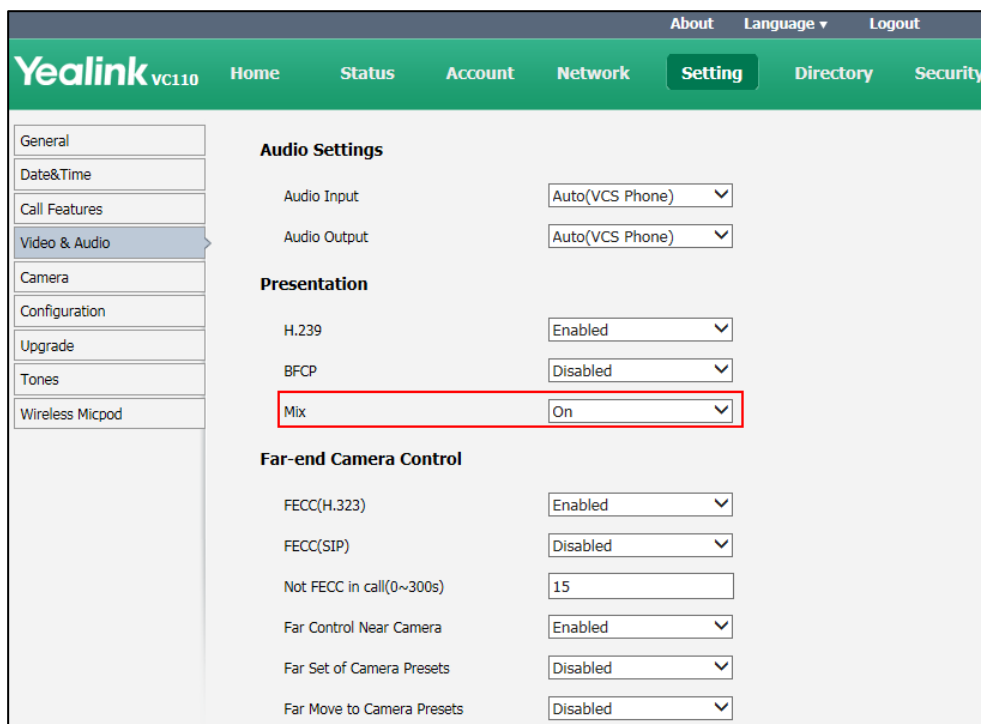 About Language ▾ Logout
Yealink VC110 Home Status Account Network Setting Directory Security
General
Date&Time
Call Features
Video & Audio
Camera
Configuration
Upgrade
Tones
Wireless Micpod
Audio Settings
Audio Input Auto(VCS Phone)
Audio Output Auto(VCS Phone)
Presentation
H.239 Enabled
BFCP Disabled
Mix On
Far-end Camera Control
FECC(H.323) Enabled
FECC(SIP) Disabled
Not FECC in call(0~300s) 15
Far Control Near Camera Enabled
Far Set of Camera Presets Disabled
Far Move to Camera Presets Disabled